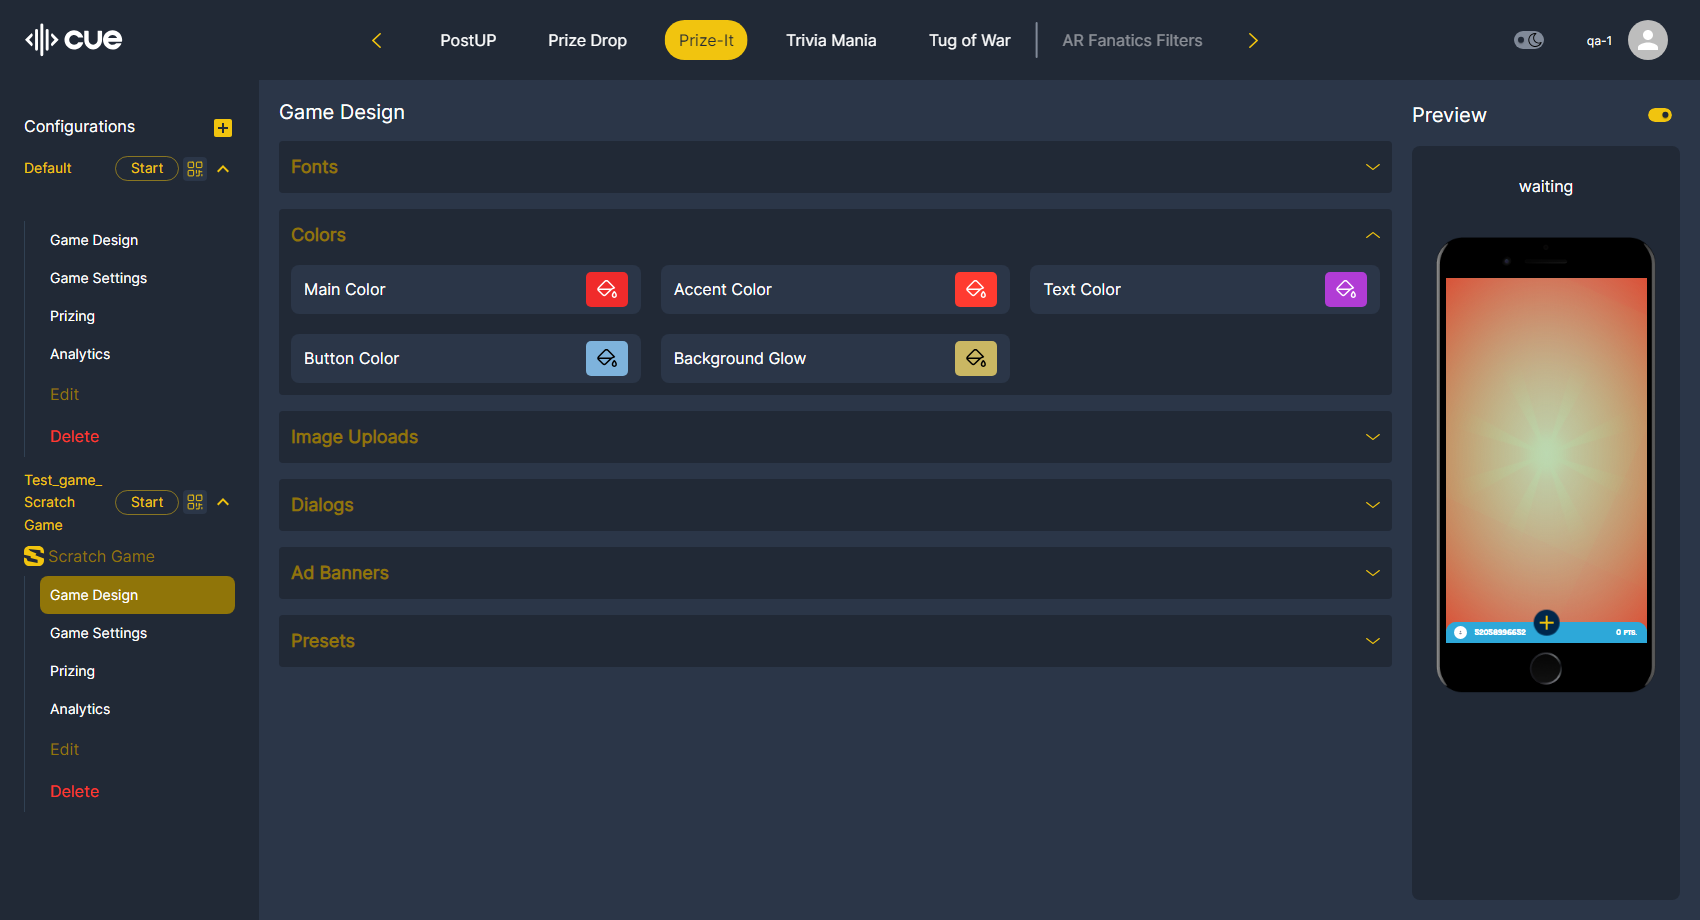 cue
PostUP
Prize Drop
Prize-It
Trivia Mania
Tug of War
AR Fanatics Filters
qa-1
Configurations
Default
Start
Game Design
Game Settings
Prizing
Analytics
Edit
Delete
Test_game_
Scratch
Game
Start
Scratch Game
Game Design
Game Settings
Prizing
Analytics
Edit
Delete
Game Design
Fonts
Colors
Main Color
Accent Color
Text Color
Button Color
Background Glow
Image Uploads
Dialogs
Ad Banners
Presets
Preview
waiting
0 PTS.